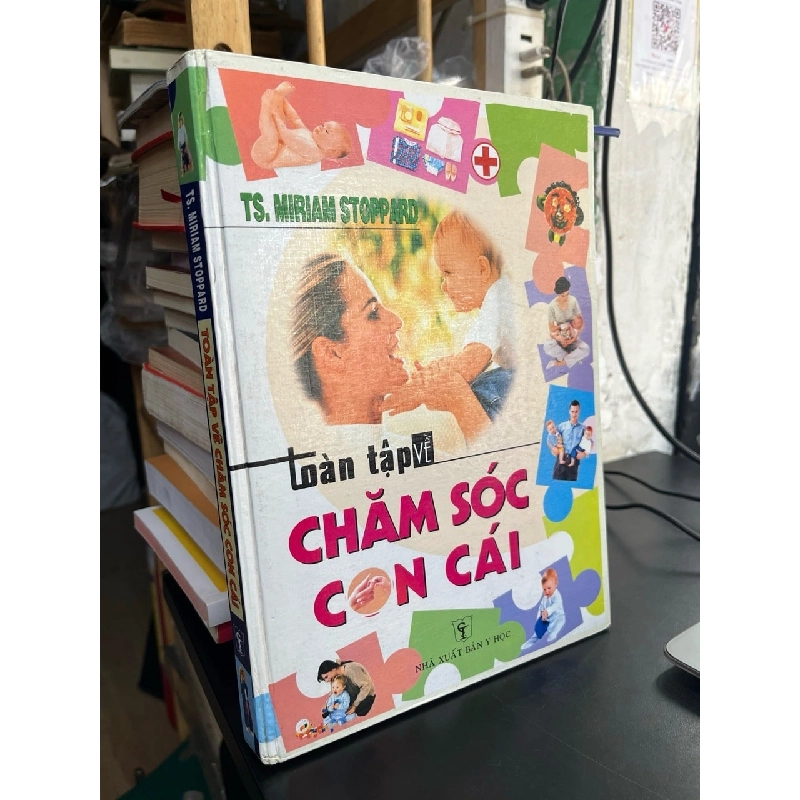 TS. MIRIAM STOPPARD
toàn tập VỀ
CHĂM SÓC
CON CÁI
NHÀ XUẤT BẢN Y HỌC
TS. MIRIAM STOPPARD
TOÀN TẬP VỀ CHĂM SÓC CON CÁI